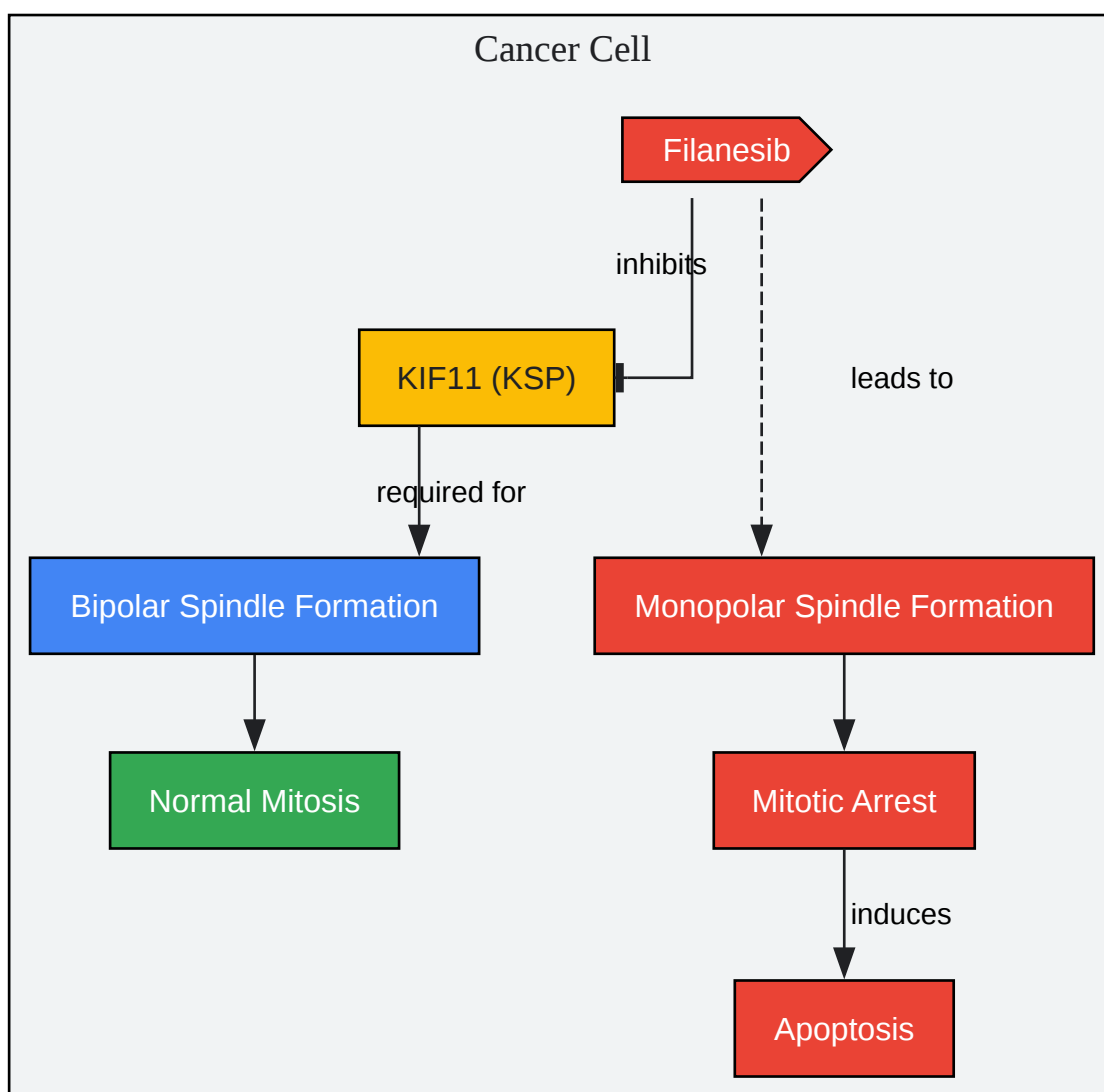 Cancer Cell
Filanesib
inhibits
KIF11 (KSP)
leads to
required for
Bipolar Spindle Formation
Monopolar Spindle Formation
Normal Mitosis
Mitotic Arrest
induces
Apoptosis